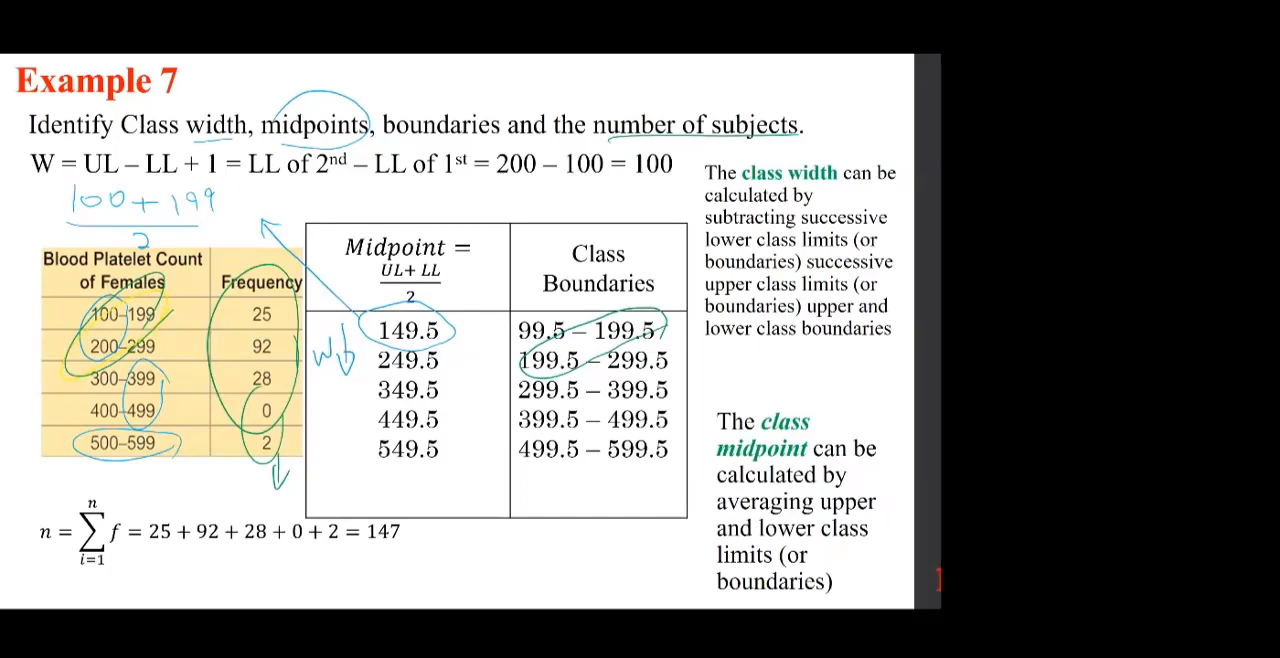 Example 7
Identify Class width, midpoints, boundaries and the number of subjects.
W = UL – LL + 1 = LL of 2nd – LL of 1st = 200 – 100 = 100
100 + 199
2
Blood Platelet Count
of Females
Frequency
100–199 25
200–299 92
300–399 28
400–499 0
500–599 2
W
Midpoint =
UL+ LL
2
Class
Boundaries
149.5 99.5 – 199.5
249.5 199.5 – 299.5
349.5 299.5 – 399.5
449.5 399.5 – 499.5
549.5 499.5 – 599.5
n
n = ∑ f = 25 + 92 + 28 + 0 + 2 = 147
i=1
The class width can be
calculated by
subtracting successive
lower class limits (or
boundaries) successive
upper class limits (or
boundaries) upper and
lower class boundaries
The class
midpoint can be
calculated by
averaging upper
and lower class
limits (or
boundaries)